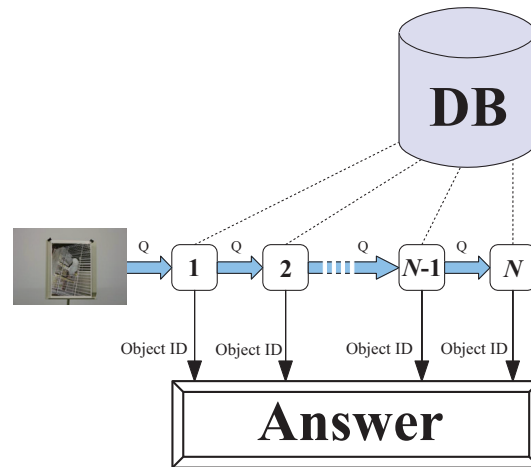 DB
Q Q Q Q
1 2 N-1 N
Object ID Object ID Object ID Object ID
Answer